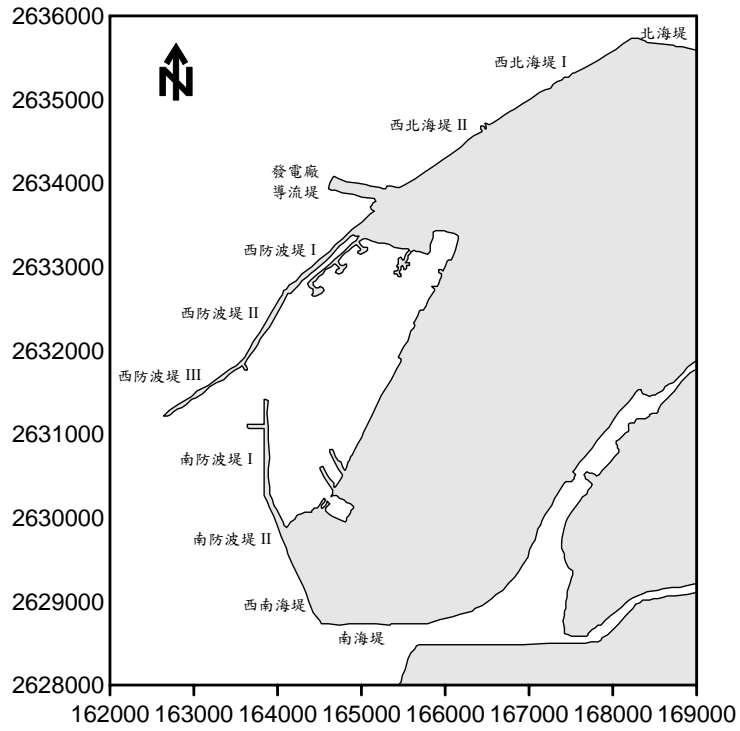 2636000
北海堤
N
西北海堤 I
2635000
西北海堤 II
2634000
發電廠
導流堤
西防波堤 I
2633000
西防波堤 II
2632000
西防波堤 III
2631000
南防波堤 I
2630000
南防波堤 II
2629000
西南海堤
南海堤
2628000
162000 163000 164000 165000 166000 167000 168000 169000